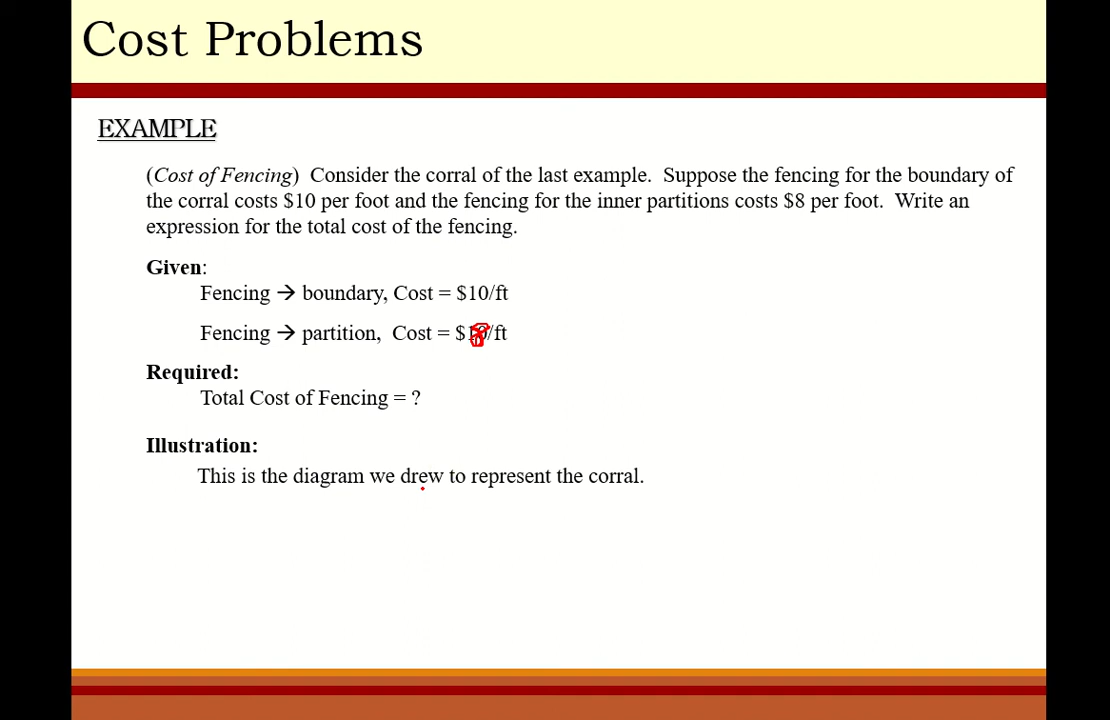 Cost Problems
EXAMPLE
(Cost of Fencing) Consider the corral of the last example. Suppose the fencing for the boundary of
the corral costs $10 per foot and the fencing for the inner partitions costs $8 per foot. Write an
expression for the total cost of the fencing.
Given:
Fencing → boundary, Cost = $10/ft
Fencing → partition, Cost = $8/ft
Required:
Total Cost of Fencing = ?
Illustration:
This is the diagram we drew to represent the corral.